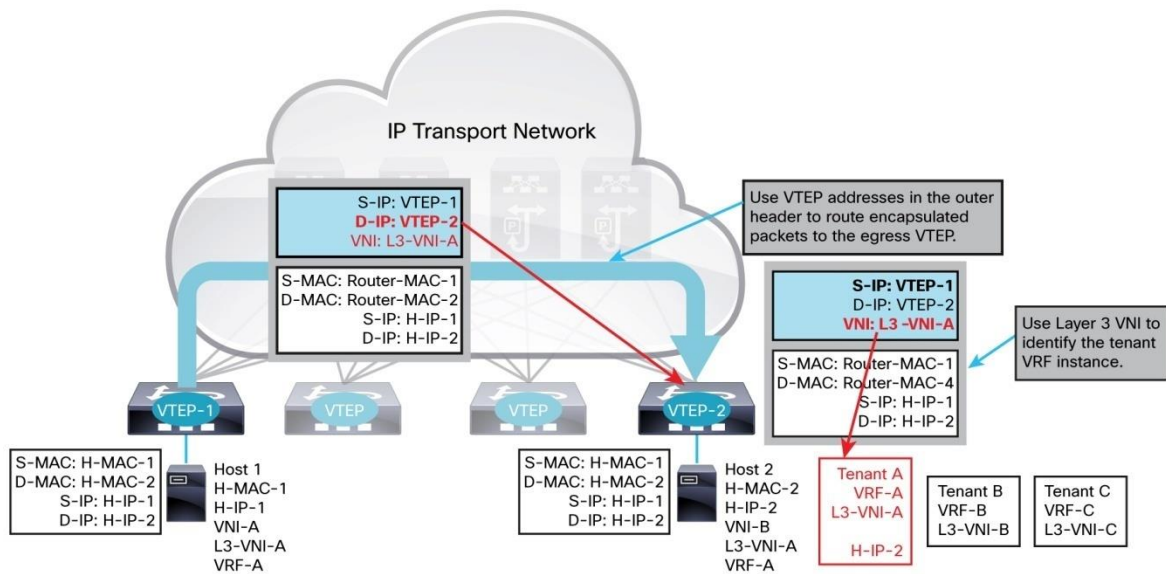 IP Transport Network
S-IP: VTEP-1
D-IP: VTEP-2
VNI: L3-VNI-A
S-MAC: Router-MAC-1
D-MAC: Router-MAC-2
S-IP: H-IP-1
D-IP: H-IP-2
Use VTEP addresses in the outer
header to route encapsulated
packets to the egress VTEP.
S-IP: VTEP-1
D-IP: VTEP-2
VNI: L3 -VNI-A
S-MAC: Router-MAC-1
D-MAC: Router-MAC-4
S-IP: H-IP-1
D-IP: H-IP-2
Use Layer 3 VNI to
identify the tenant
VRF instance.
P
P
VTEP-1
VTEP
VTEP
VTEP-2
S-MAC: H-MAC-1
D-MAC: H-MAC-2
S-IP: H-IP-1
D-IP: H-IP-2
Host 1
H-MAC-1
H-IP-1
VNI-A
L3-VNI-A
VRF-A
S-MAC: H-MAC-1
D-MAC: H-MAC-2
S-IP: H-IP-1
D-IP: H-IP-2
Host 2
H-MAC-2
H-IP-2
VNI-B
L3-VNI-A
VRF-A
Tenant A
VRF-A
L3-VNI-A
H-IP-2
Tenant B
VRF-B
L3-VNI-B
Tenant C
VRF-C
L3-VNI-C